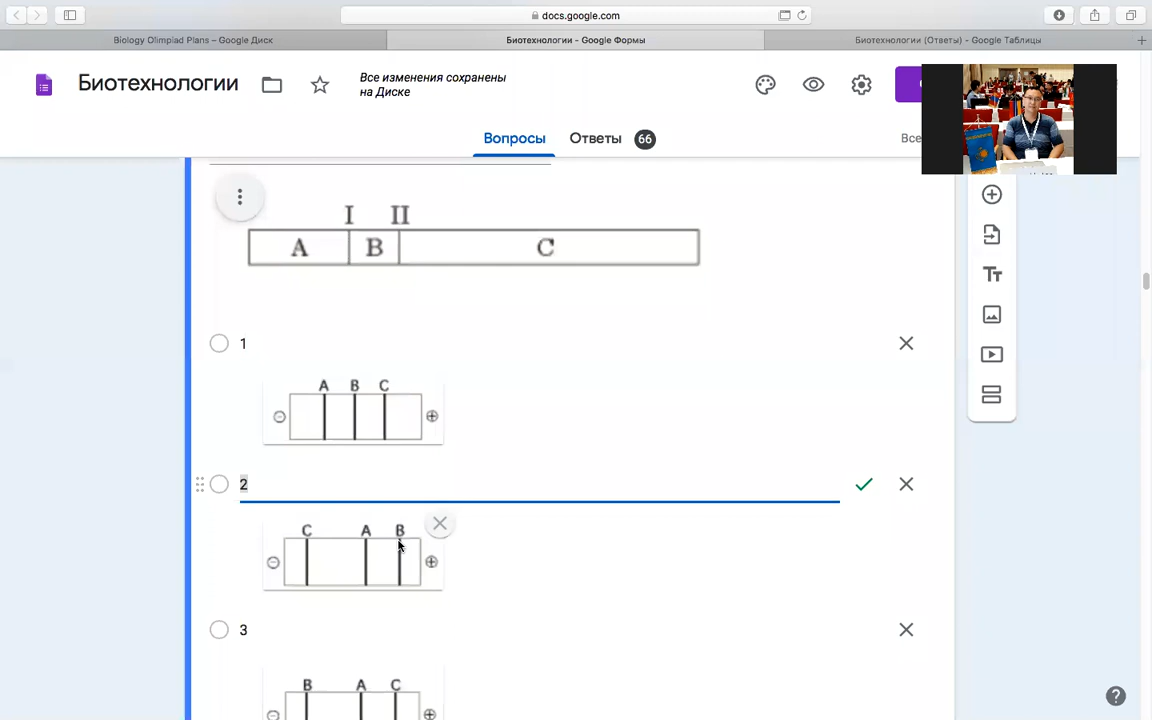 docs.google.com
Biology Olimpiad Plans – Google Диск
Биотехнологии - Google Формы
Биотехнологии (Ответы) - Google Таблицы
Биотехнологии
Все изменения сохранены
на Диске
Вопросы
Ответы 66
Все
I II
A B C
1
A B C
2
C A B
3
B A C